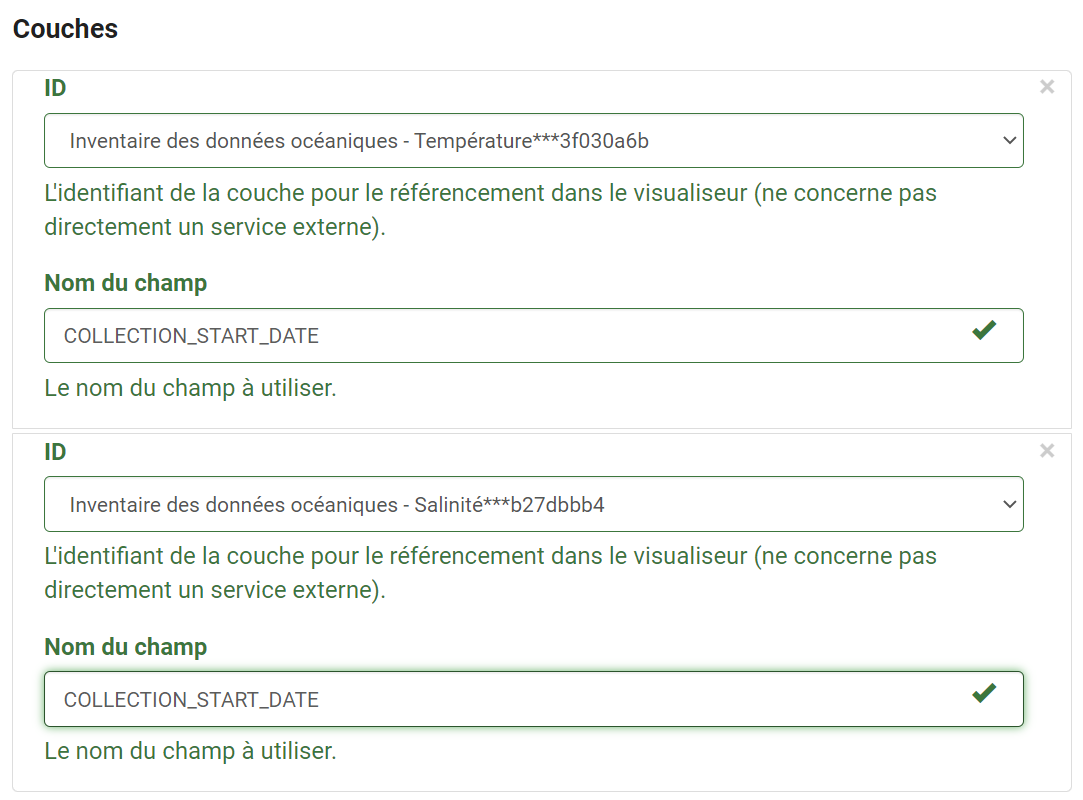 Couches
ID
Inventaire des données océaniques - Température***3f030a6b
L'identifiant de la couche pour le référencement dans le visualiseur (ne concerne pas
directement un service externe).
Nom du champ
COLLECTION_START_DATE
Le nom du champ à utiliser.
ID
Inventaire des données océaniques - Salinité***b27dbbb4
L'identifiant de la couche pour le référencement dans le visualiseur (ne concerne pas
directement un service externe).
Nom du champ
COLLECTION_START_DATE
Le nom du champ à utiliser.